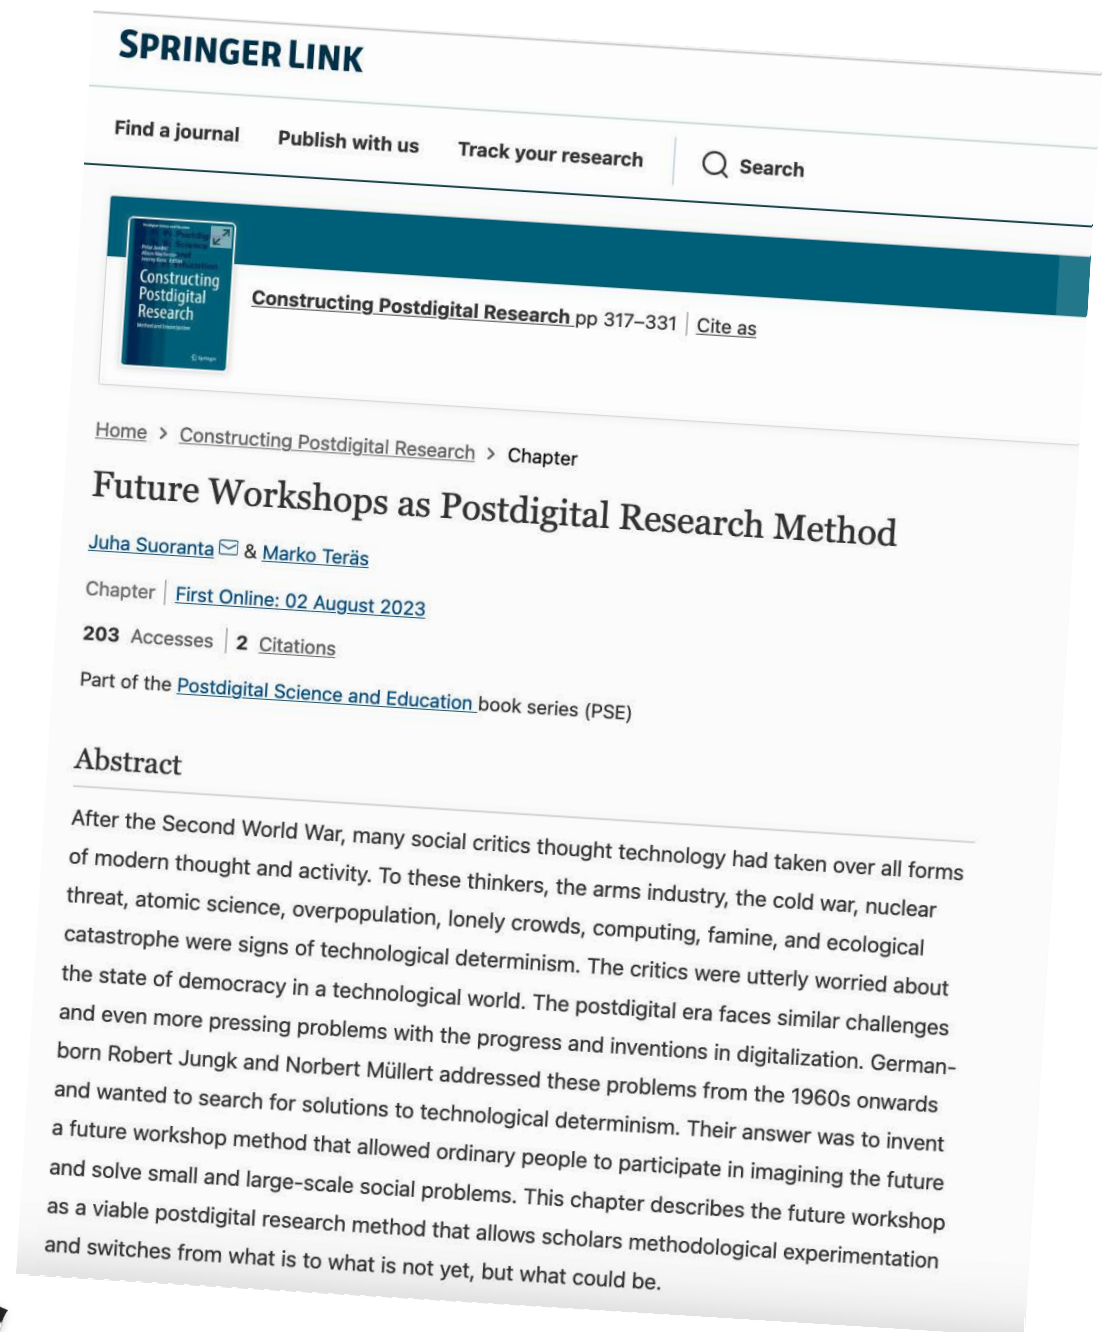 SPRINGER LINK
Find a journal Publish with us Track your research Search
Constructing
Postdigital
Research
Method and Emancipation
Springer
Constructing Postdigital Research pp 317–331 Cite as
Home > Constructing Postdigital Research > Chapter
Future Workshops as Postdigital Research Method
Juha Suoranta & Marko Teräs
Chapter First Online: 02 August 2023
203 Accesses 2 Citations
Part of the Postdigital Science and Education book series (PSE)
Abstract
After the Second World War, many social critics thought technology had taken over all forms
of modern thought and activity. To these thinkers, the arms industry, the cold war, nuclear
threat, atomic science, overpopulation, lonely crowds, computing, famine, and ecological
catastrophe were signs of technological determinism. The critics were utterly worried about
the state of democracy in a technological world. The postdigital era faces similar challenges
and even more pressing problems with the progress and inventions in digitalization. German-
born Robert Jungk and Norbert Müllert addressed these problems from the 1960s onwards
and wanted to search for solutions to technological determinism. Their answer was to invent
a future workshop method that allowed ordinary people to participate in imagining the future
and solve small and large-scale social problems. This chapter describes the future workshop
as a viable postdigital research method that allows scholars methodological experimentation
and switches from what is to what is not yet, but what could be.